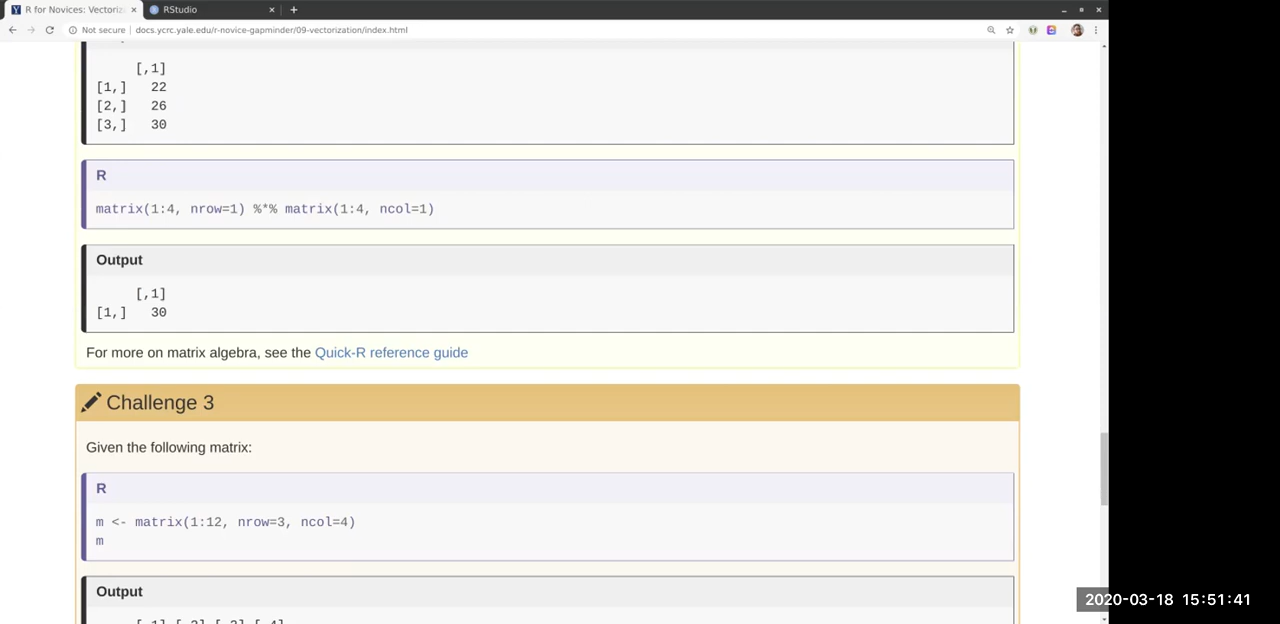 R for Novices: Vectoriz
RStudio
Not secure docs.ycrc.yale.edu/r-novice-gapminder/09-vectorization/index.html
[,1]
[1,] 22
[2,] 26
[3,] 30
R
matrix(1:4, nrow=1) %*% matrix(1:4, ncol=1)
Output
[,1]
[1,] 30
For more on matrix algebra, see the Quick-R reference guide
Challenge 3
Given the following matrix:
R
m <- matrix(1:12, nrow=3, ncol=4)
m
Output
2020-03-18 15:51:41